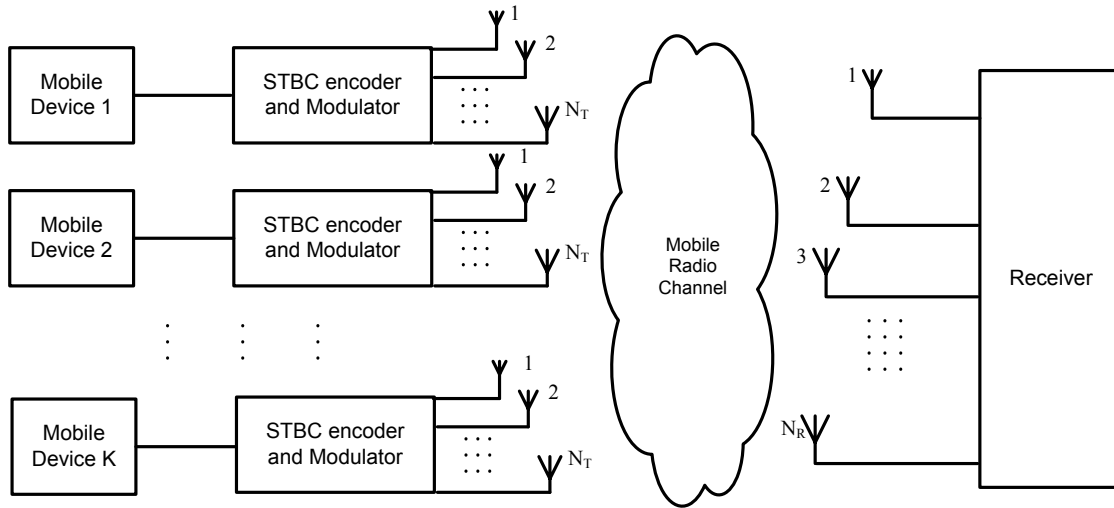 Mobile
Device 1
STBC encoder
and Modulator
1
2
N_T
Mobile
Device 2
STBC encoder
and Modulator
1
2
N_T
Mobile
Device K
STBC encoder
and Modulator
1
2
N_T
Mobile
Radio
Channel
1
2
3
N_R
Receiver